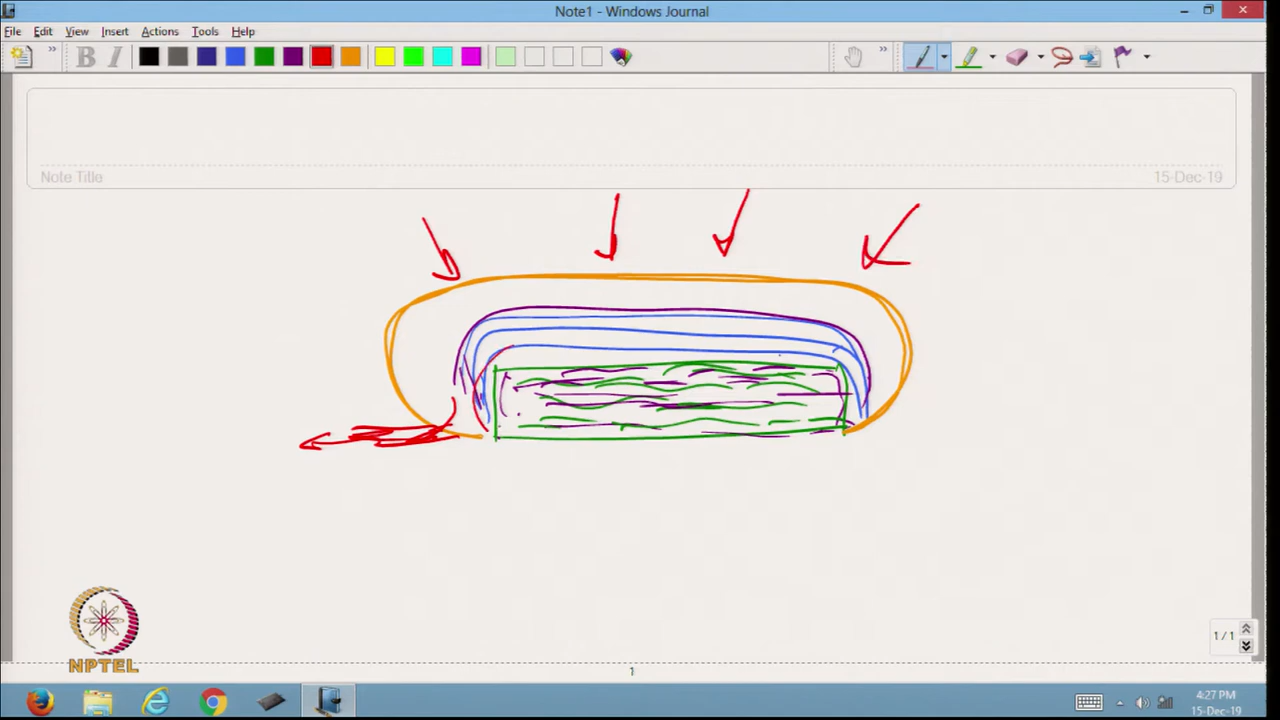 Note1 - Windows Journal
File Edit View Insert Actions Tools Help
B I
Note Title
15-Dec-19
NPTEL
1 / 1
1
4:27 PM
15-Dec-19